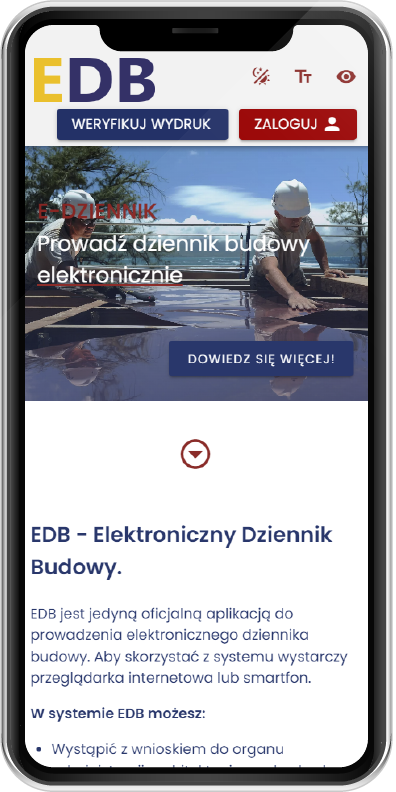 EDB
WERYFIKUJ WYDRUK
ZALOGUJ
E-DZIENNIK
Prowadź dziennik budowy
elektronicznie
DOWIEDZ SIĘ WIĘCEJ!
EDB - Elektroniczny Dziennik
Budowy.
EDB jest jedyną oficjalną aplikacją do
prowadzenia elektronicznego dziennika
budowy. Aby skorzystać z systemu wystarczy
przeglądarka internetowa lub smartfon.
W systemie EDB możesz:
• Wystąpić z wnioskiem do organu